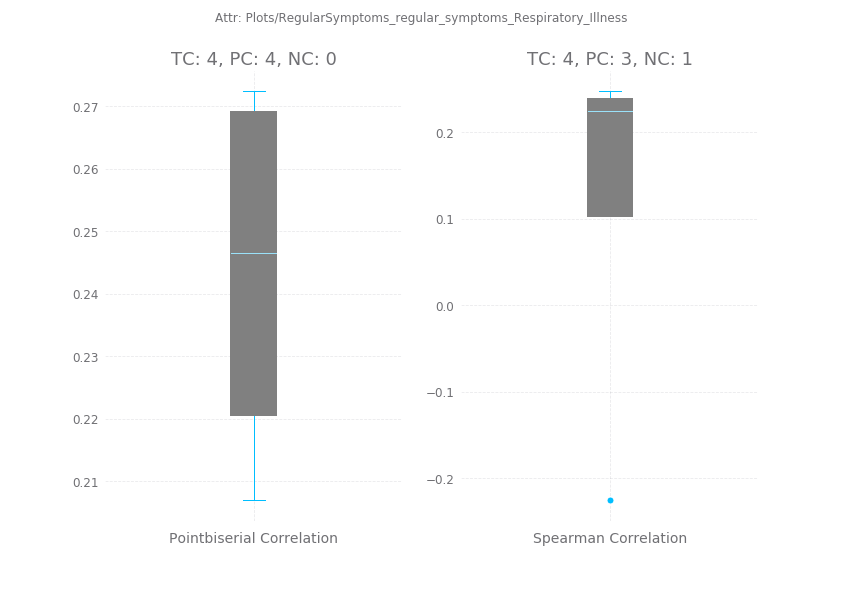 Attr: Plots/RegularSymptoms_regular_symptoms_Respiratory_Illness
TC: 4, PC: 4, NC: 0
TC: 4, PC: 3, NC: 1
0.27
0.26
0.25
0.24
0.23
0.22
0.21
0.2
0.1
0.0
−0.1
−0.2
Pointbiserial Correlation
Spearman Correlation